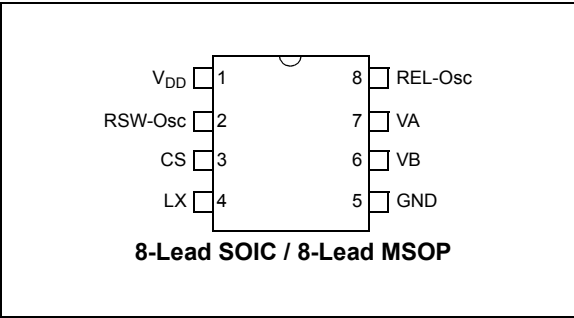 V_DD 1 8 REL-Osc
RSW-Osc 2 7 VA
CS 3 6 VB
LX 4 5 GND
8-Lead SOIC / 8-Lead MSOP